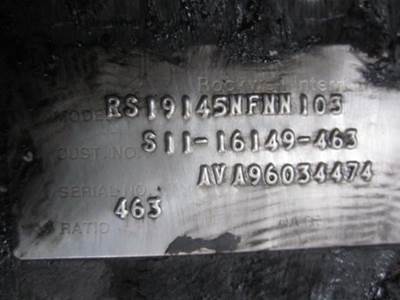 Rockwell Intern
MODEL RS19145NFNN103
CUST. NO. S11-16149-463
SERIAL NO. AVA96034474
463
RATIO